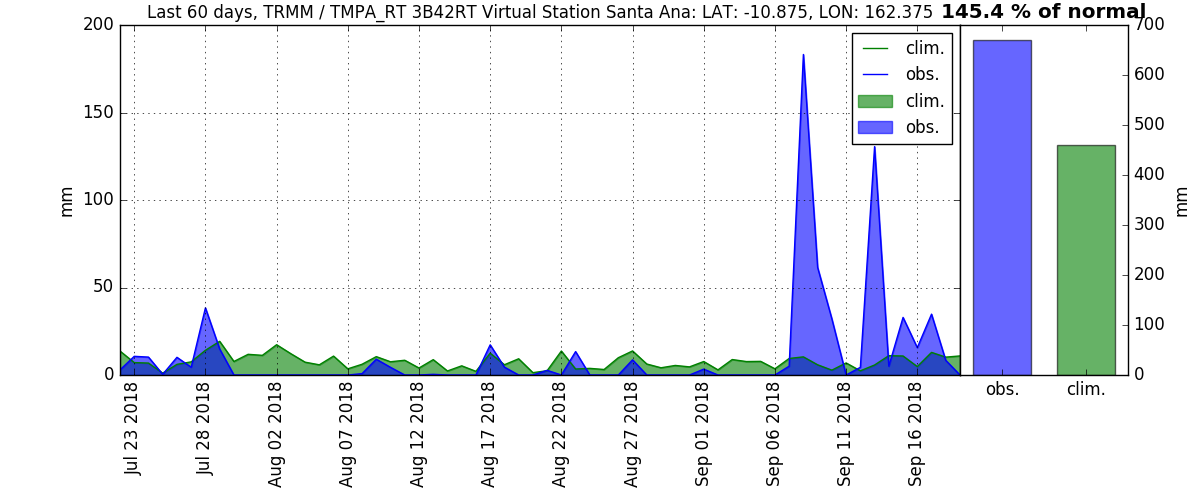 Last 60 days, TRMM / TMPA_RT 3B42RT Virtual Station Santa Ana: LAT: -10.875, LON: 162.375 145.4 % of normal
200
150
100
50
0
mm
clim.
obs.
clim.
obs.
700
600
500
400
300
200
100
0
mm
obs.
clim.
Jul 23 2018
Jul 28 2018
Aug 02 2018
Aug 07 2018
Aug 12 2018
Aug 17 2018
Aug 22 2018
Aug 27 2018
Sep 01 2018
Sep 06 2018
Sep 11 2018
Sep 16 2018